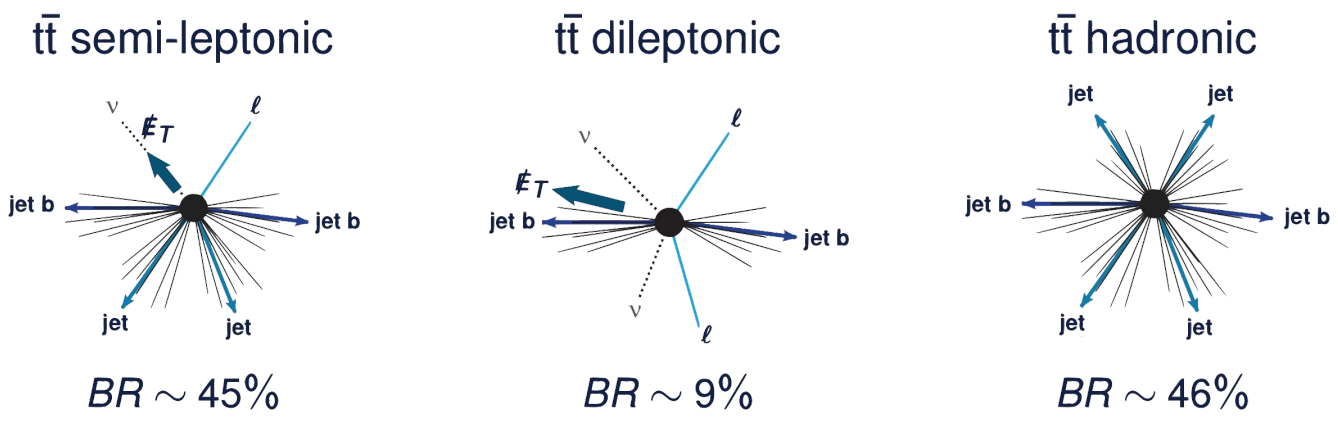 tt̄ semi-leptonic
ν
E̸T
ℓ
jet b
jet b
jet
jet
BR ∼ 45%
tt̄ dileptonic
ν
ℓ
E̸T
jet b
jet b
ν
ℓ
BR ∼ 9%
tt̄ hadronic
jet
jet
jet b
jet b
jet
jet
BR ∼ 46%